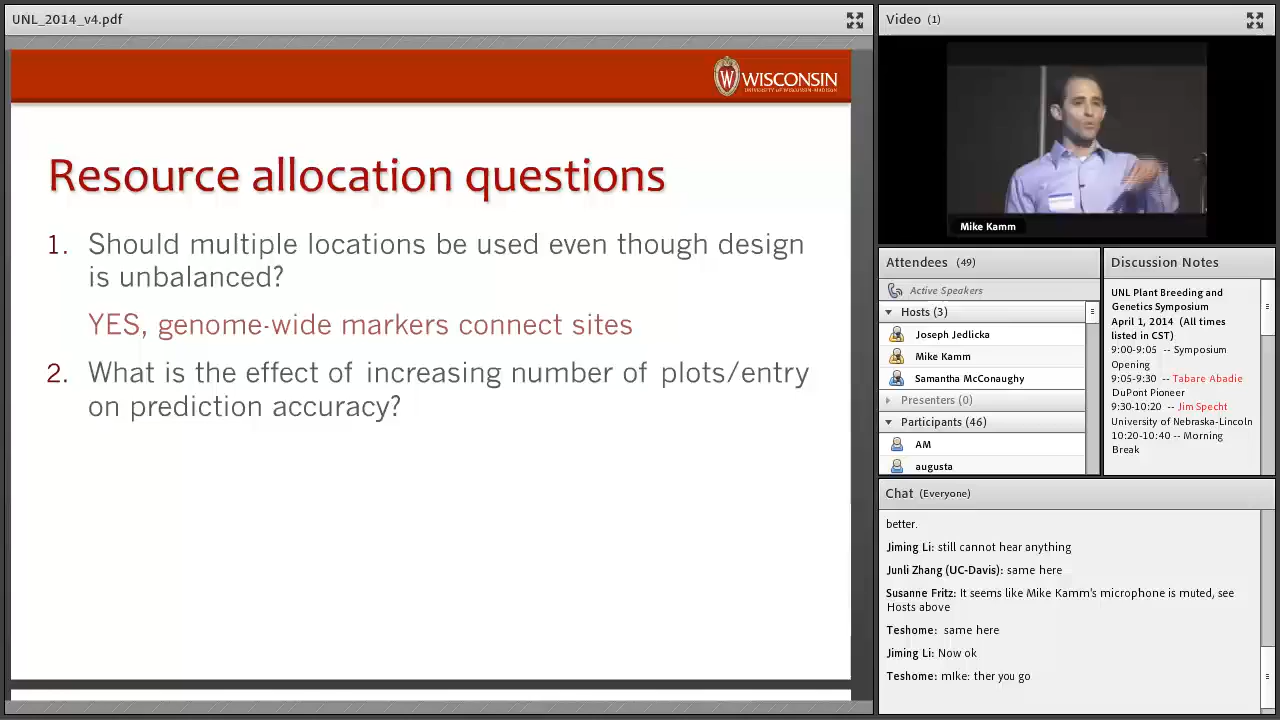 UNL_2014_v4.pdf
WISCONSIN
UNIVERSITY OF WISCONSIN-MADISON
Resource allocation questions
1. Should multiple locations be used even though design
is unbalanced?
YES, genome-wide markers connect sites
2. What is the effect of increasing number of plots/entry
on prediction accuracy?
Video (1)
Mike Kamm
Attendees (49)
Active Speakers
Hosts (3)
Joseph Jedlicka
Mike Kamm
Samantha McConaughy
Presenters (0)
Participants (46)
AM
augusta
Discussion Notes
UNL Plant Breeding and
Genetics Symposium
April 1, 2014 (All times
listed in CST)
9:00-9:05 -- Symposium
Opening
9:05-9:30 -- Tabare Abadie
DuPont Pioneer
9:30-10:20 -- Jim Specht
University of Nebraska-Lincoln
10:20-10:40 -- Morning
Break
Chat (Everyone)
better.
Jiming Li: still cannot hear anything
Junli Zhang (UC-Davis): same here
Susanne Fritz: It seems like Mike Kamm's microphone is muted, see
Hosts above
Teshome: same here
Jiming Li: Now ok
Teshome: mIke: ther you go